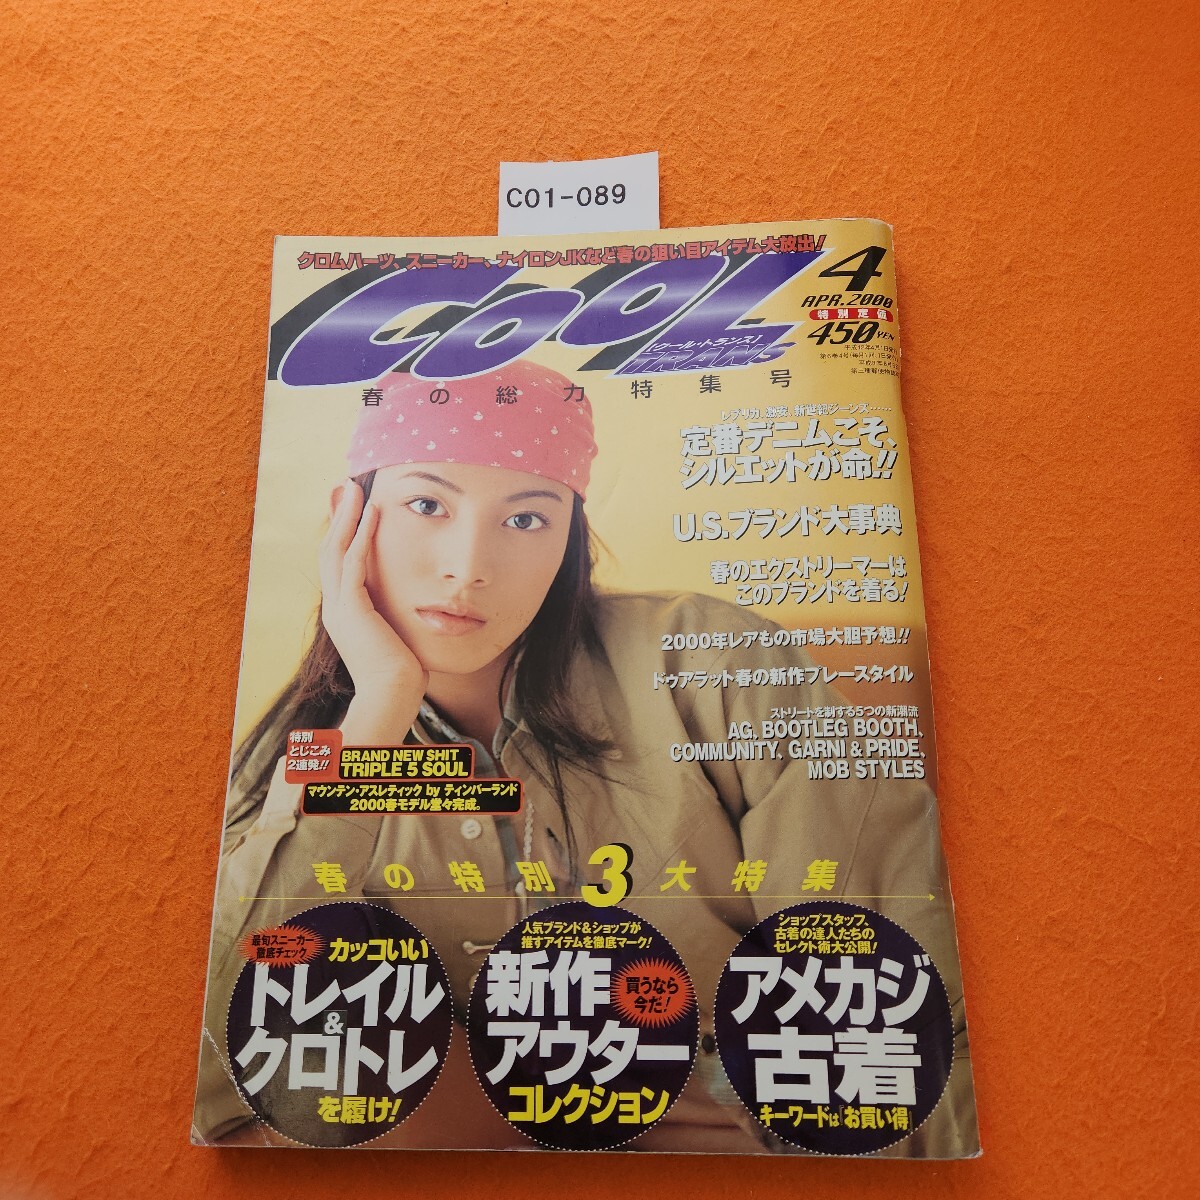 C01-089
クロムハーツ、スニーカー、ナイロンJKなど春の狙い目アイテム大放出!
COOL
[クール・トランス]
TRANS
4
APR.2000
特別定価
450YEN
春の総力特集号
レプリカ、激安、新世紀ジーンズ……
定番デニムこそ、
シルエットが命!!
U.S.ブランド大事典
春のエクストリーマーは
このブランドを着る!
2000年レアもの市場大胆予想!!
ドゥアラット春の新作プレースタイル
ストリートを制する5つの新潮流
AG, BOOTLEG BOOTH,
COMMUNITY, GARNI & PRIDE,
MOB STYLES
特別
とじこみ
2連発!!
BRAND NEW SHIT
TRIPLE 5 SOUL
マウンテン・アスレティック by ティンバーランド
2000春モデル堂々完成。
春の特別3大特集
最旬スニーカー
徹底チェック
カッコいい
トレイル
&
クロトレ
を履け!
人気ブランド&ショップが
推すアイテムを徹底マーク!
新作
買うなら
今だ!
アウター
コレクション
ショップスタッフ、
古着の達人たちの
セレクト術大公開!
アメカジ
古着
キーワードは「お買い得」